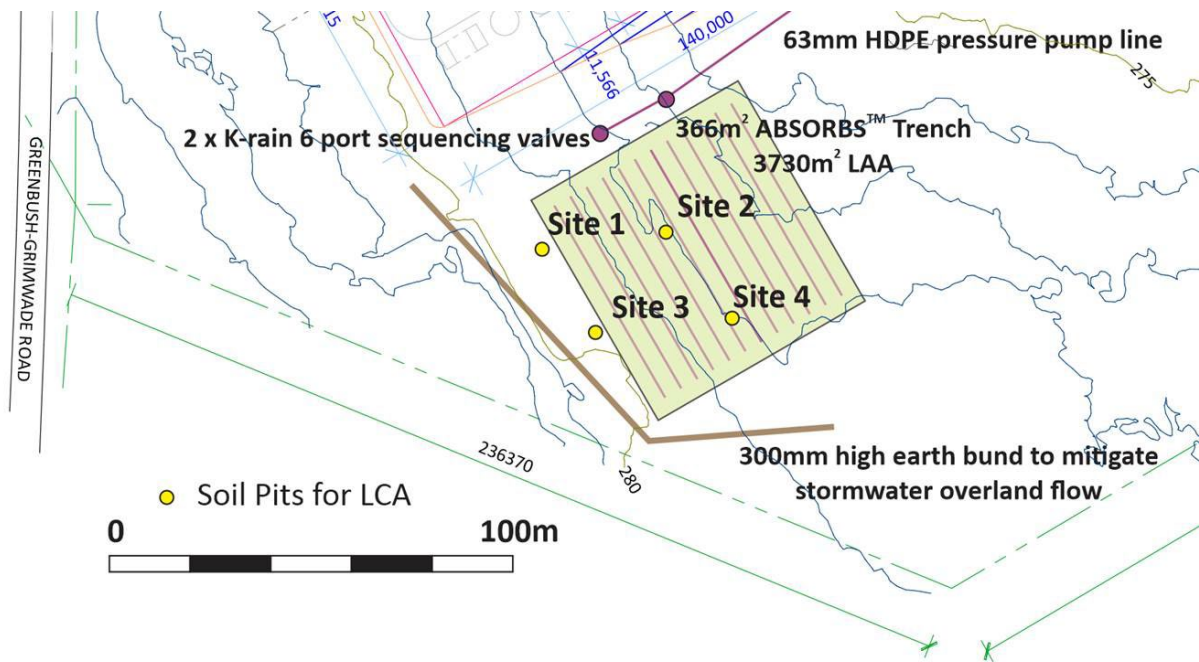 15
11,566
140,000
63mm HDPE pressure pump line
275
2 x K-rain 6 port sequencing valves
366m² ABSORBS™ Trench
3730m² LAA
GREENBUSH-GRIMWADE ROAD
Site 1
Site 2
Site 3
Site 4
236370
280
300mm high earth bund to mitigate
stormwater overland flow
Soil Pits for LCA
0 100m